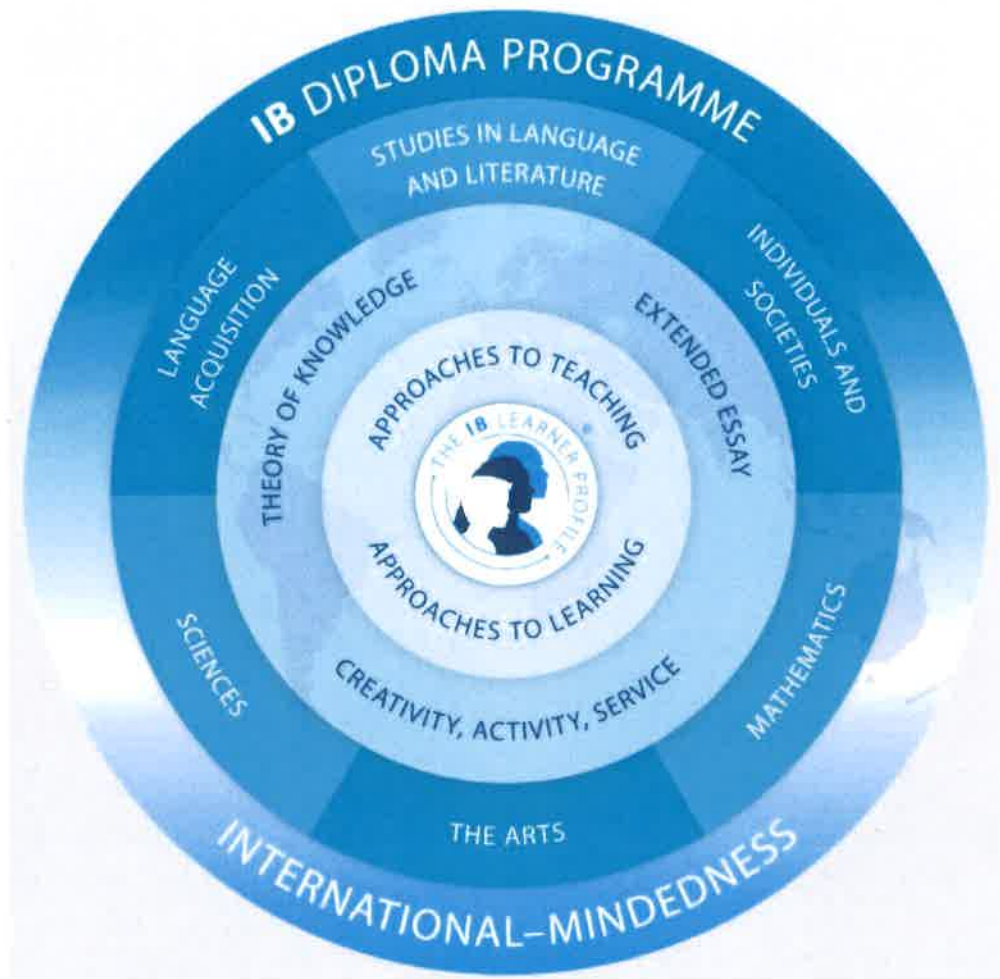 IB DIPLOMA PROGRAMME
STUDIES IN LANGUAGE
AND LITERATURE
LANGUAGE
ACQUISITION
INDIVIDUALS AND
SOCIETIES
THEORY OF KNOWLEDGE
EXTENDED ESSAY
APPROACHES TO TEACHING
THE IB LEARNER PROFILE
APPROACHES TO LEARNING
CREATIVITY, ACTIVITY, SERVICE
SCIENCES
MATHEMATICS
THE ARTS
INTERNATIONAL–MINDEDNESS